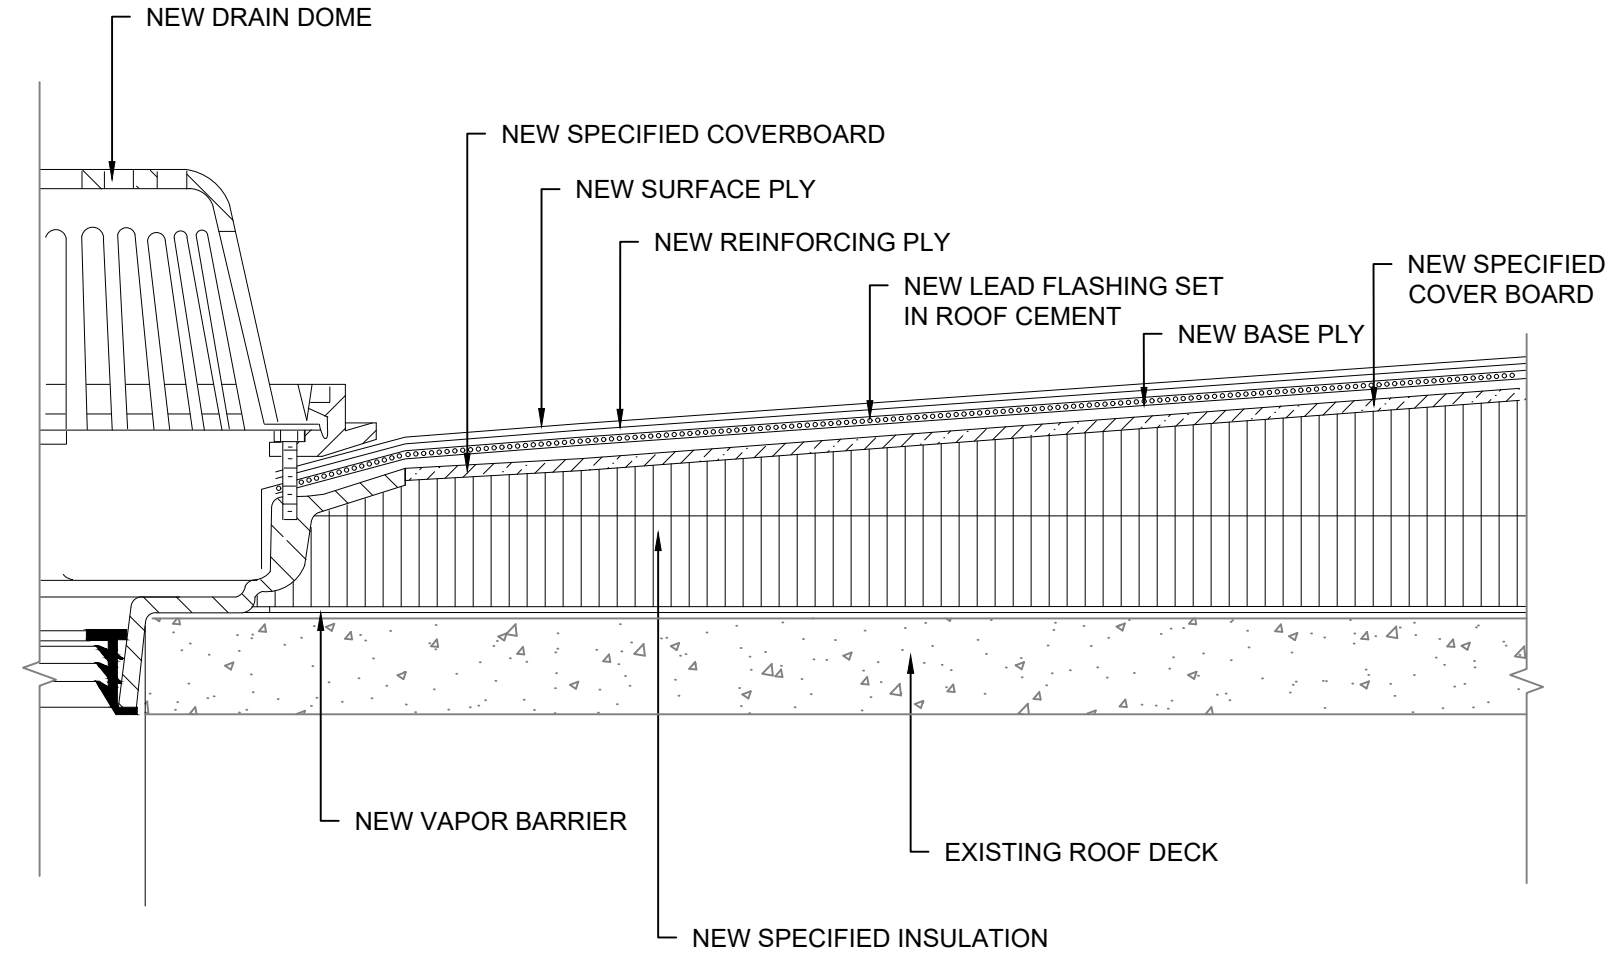 NEW DRAIN DOME
NEW SPECIFIED COVERBOARD
NEW SURFACE PLY
NEW REINFORCING PLY
NEW SPECIFIED
COVER BOARD
NEW LEAD FLASHING SET
IN ROOF CEMENT
NEW BASE PLY
NEW VAPOR BARRIER
EXISTING ROOF DECK
NEW SPECIFIED INSULATION